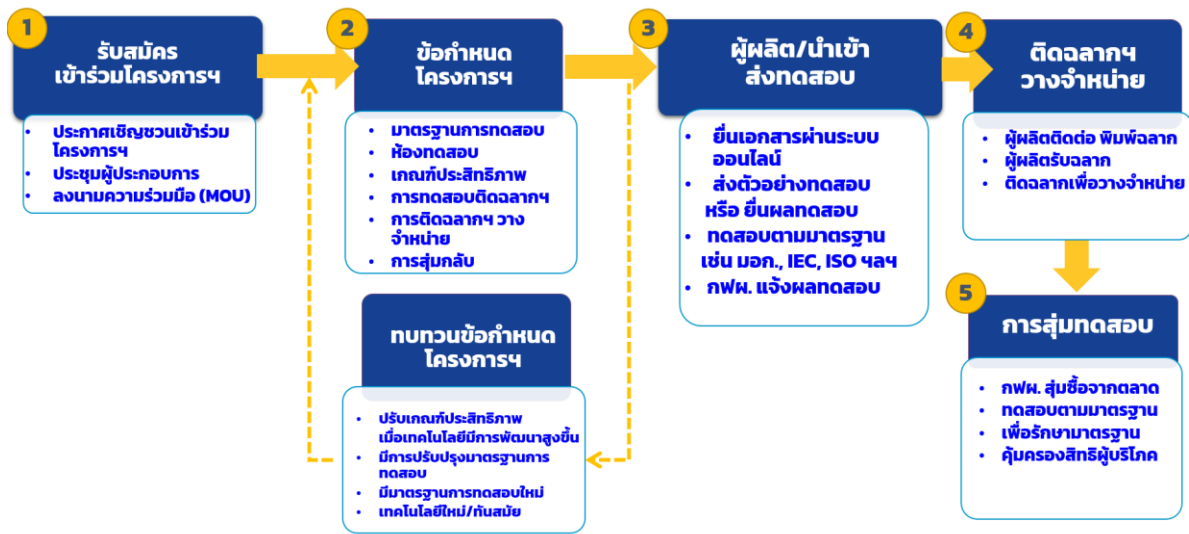 1
รับสมัคร
เข้าร่วมโครงการฯ
• ประกาศเชิญชวนเข้าร่วม
โครงการฯ
• ประชุมผู้ประกอบการ
• ลงนามความร่วมมือ (MOU)
2
ข้อกำหนด
โครงการฯ
• มาตรฐานการทดสอบ
• ห้องทดสอบ
• เกณฑ์ประสิทธิภาพ
• การทดสอบติดฉลากฯ
• การติดฉลากฯ วาง
จำหน่าย
• การสุ่มกลับ
ทบทวนข้อกำหนด
โครงการฯ
• ปรับเกณฑ์ประสิทธิภาพ
เมื่อเทคโนโลยีมีการพัฒนาสูงขึ้น
• มีการปรับปรุงมาตรฐานการ
ทดสอบ
• มีมาตรฐานการทดสอบใหม่
• เทคโนโลยีใหม่/ทันสมัย
3
ผู้ผลิต/นำเข้า
ส่งทดสอบ
• ยื่นเอกสารผ่านระบบ
ออนไลน์
• ส่งตัวอย่างทดสอบ
หรือ ยื่นผลทดสอบ
• ทดสอบตามมาตรฐาน
เช่น มอก., IEC, ISO ฯลฯ
• กฟผ. แจ้งผลทดสอบ
4
ติดฉลากฯ
วางจำหน่าย
• ผู้ผลิตติดต่อ พิมพ์ฉลาก
• ผู้ผลิตรับฉลาก
• ติดฉลากเพื่อวางจำหน่าย
5
การสุ่มทดสอบ
• กฟผ. สุ่มซื้อจากตลาด
• ทดสอบตามมาตรฐาน
• เพื่อรักษามาตรฐาน
• คุ้มครองสิทธิผู้บริโภค